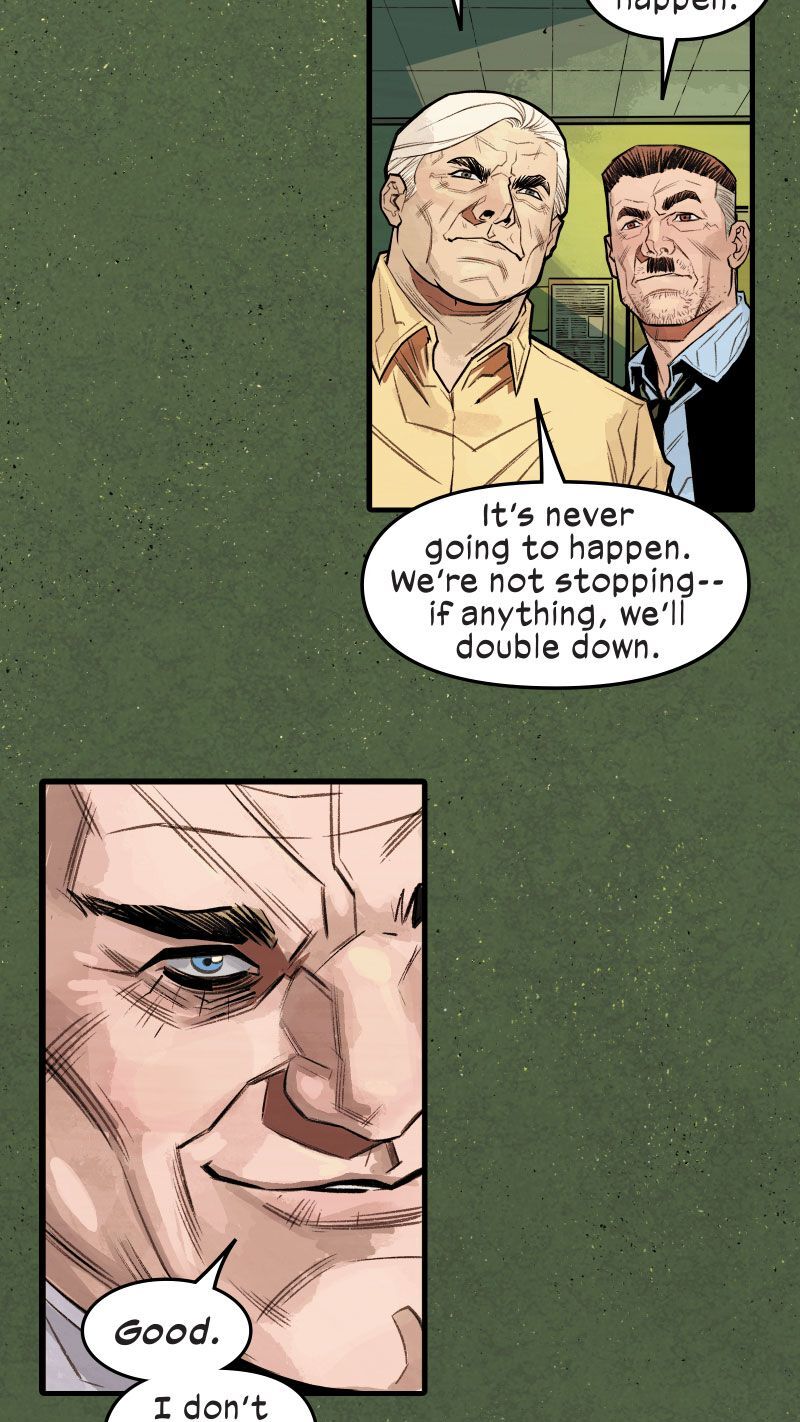 happen.
It's never
going to happen.
We're not stopping--
if anything, we'll
double down.
Good.
I don't